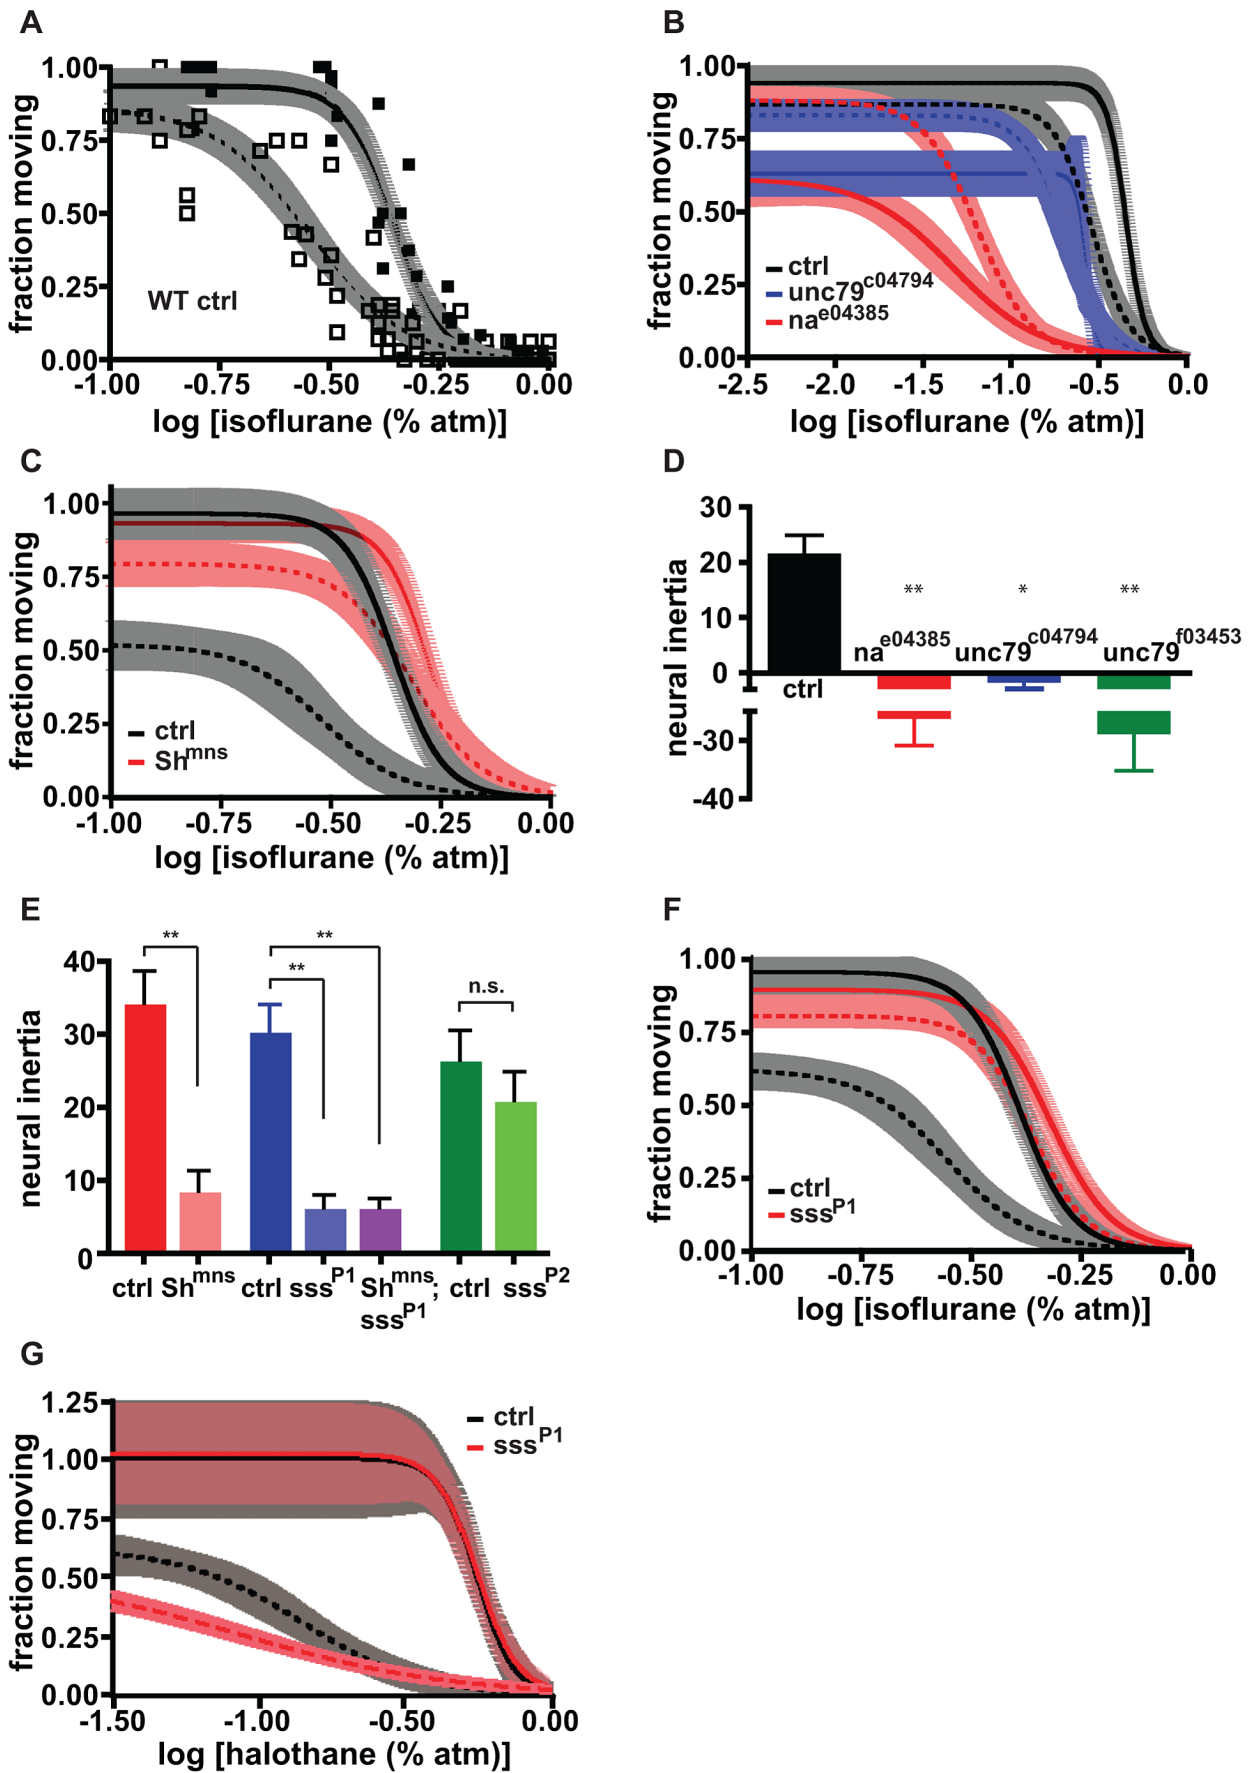 A
1.00
0.75
0.50
0.25
0.00
fraction moving
WT ctrl
-1.00
-0.75
-0.50
-0.25
0.00
log [isoflurane (% atm)]
B
1.00
0.75
0.50
0.25
0.00
fraction moving
ctrl
unc79c04794
nae04385
-2.5
-2.0
-1.5
-1.0
-0.5
0.0
log [isoflurane (% atm)]
C
1.00
0.75
0.50
0.25
0.00
fraction moving
ctrl
Shmns
-1.00
-0.75
-0.50
-0.25
0.00
log [isoflurane (% atm)]
D
30
20
10
0
-30
-40
neural inertia
**
*
**
ctrl
nae04385
unc79c04794
unc79f03453
E
40
30
20
10
0
neural inertia
**
**
**
n.s.
ctrl Shmns
ctrl sssP1 Shmns; sssP1
ctrl sssP2
F
1.00
0.75
0.50
0.25
0.00
fraction moving
ctrl
sssP1
-1.00
-0.75
-0.50
-0.25
0.00
log [isoflurane (% atm)]
G
1.25
1.00
0.75
0.50
0.25
0.00
fraction moving
ctrl
sssP1
-1.50
-1.00
-0.50
0.00
log [halothane (% atm)]